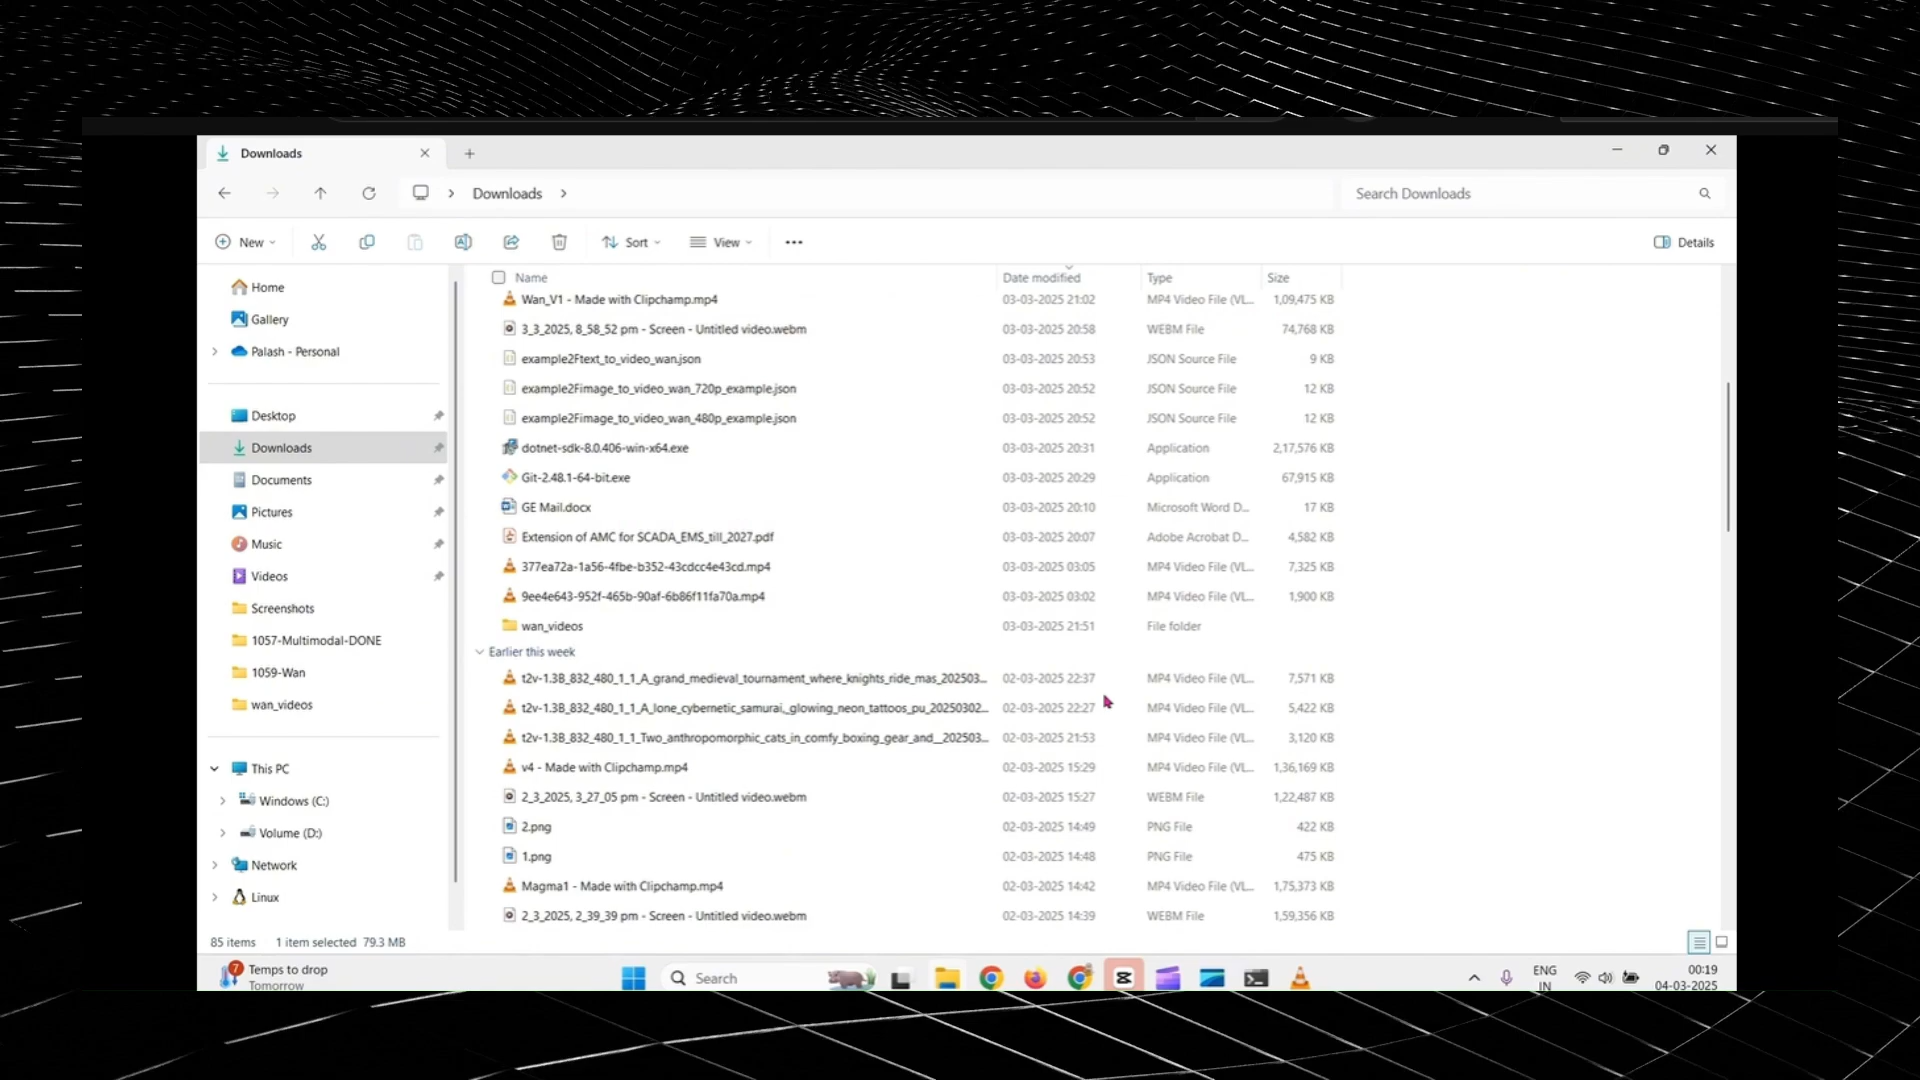 Downloads
Downloads
Search Downloads
New
Sort
View
Details
Home
Gallery
Palash - Personal
Desktop
Downloads
Documents
Pictures
Music
Videos
Screenshots
1057-Multimodal-DONE
1059-Wan
wan_videos
This PC
Windows (C:)
Volume (D:)
Network
Linux
Name Date modified Type Size
Wan_V1 - Made with Clipchamp.mp4 03-03-2025 21:02 MP4 Video File (VL... 1,09,475 KB
3_3_2025, 8_58_52 pm - Screen - Untitled video.webm 03-03-2025 20:58 WEBM File 74,768 KB
example2Ftext_to_video_wan.json 03-03-2025 20:53 JSON Source File 9 KB
example2Fimage_to_video_wan_720p_example.json 03-03-2025 20:52 JSON Source File 12 KB
example2Fimage_to_video_wan_480p_example.json 03-03-2025 20:52 JSON Source File 12 KB
dotnet-sdk-8.0.406-win-x64.exe 03-03-2025 20:31 Application 2,17,576 KB
Git-2.48.1-64-bit.exe 03-03-2025 20:29 Application 67,915 KB
GE Mail.docx 03-03-2025 20:10 Microsoft Word D... 17 KB
Extension of AMC for SCADA_EMS_till_2027.pdf 03-03-2025 20:07 Adobe Acrobat D... 4,582 KB
377ea72a-1a56-4fbe-b352-43cdcc4e43cd.mp4 03-03-2025 03:05 MP4 Video File (VL... 7,325 KB
9ee4e643-952f-465b-90af-6b86f11fa70a.mp4 03-03-2025 03:02 MP4 Video File (VL... 1,900 KB
wan_videos 03-03-2025 21:51 File folder
Earlier this week
t2v-1.3B_832_480_1_1_A_grand_medieval_tournament_where_knights_ride_mas_202503... 02-03-2025 22:37 MP4 Video File (VL... 7,571 KB
t2v-1.3B_832_480_1_1_A_lone_cybernetic_samurai,_glowing_neon_tattoos_pu_20250302... 02-03-2025 22:27 MP4 Video File (VL... 5,422 KB
t2v-1.3B_832_480_1_1_Two_anthropomorphic_cats_in_comfy_boxing_gear_and__202503... 02-03-2025 21:53 MP4 Video File (VL... 3,120 KB
v4 - Made with Clipchamp.mp4 02-03-2025 15:29 MP4 Video File (VL... 1,36,169 KB
2_3_2025, 3_27_05 pm - Screen - Untitled video.webm 02-03-2025 15:27 WEBM File 1,22,487 KB
2.png 02-03-2025 14:49 PNG File 422 KB
1.png 02-03-2025 14:48 PNG File 475 KB
Magma1 - Made with Clipchamp.mp4 02-03-2025 14:42 MP4 Video File (VL... 1,75,373 KB
2_3_2025, 2_39_39 pm - Screen - Untitled video.webm 02-03-2025 14:39 WEBM File 1,59,356 KB
85 items 1 item selected 79.3 MB
7
Temps to drop
Tomorrow
Search
ENG
IN
00:19
04-03-2025